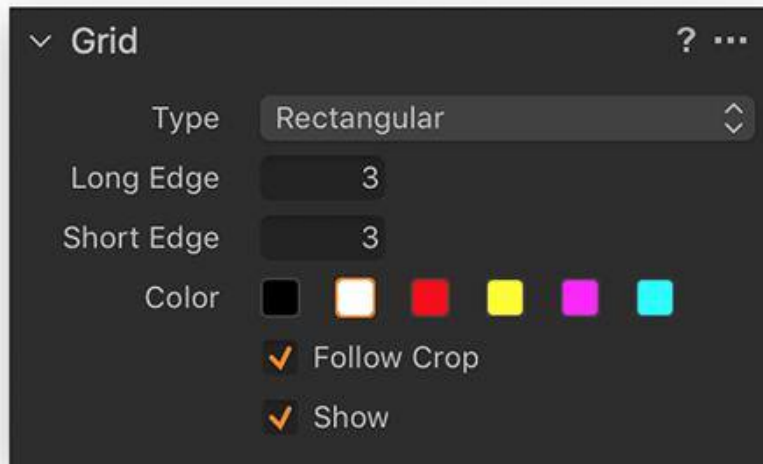 Grid ? ...
Type Rectangular
Long Edge 3
Short Edge 3
Color
Follow Crop
Show